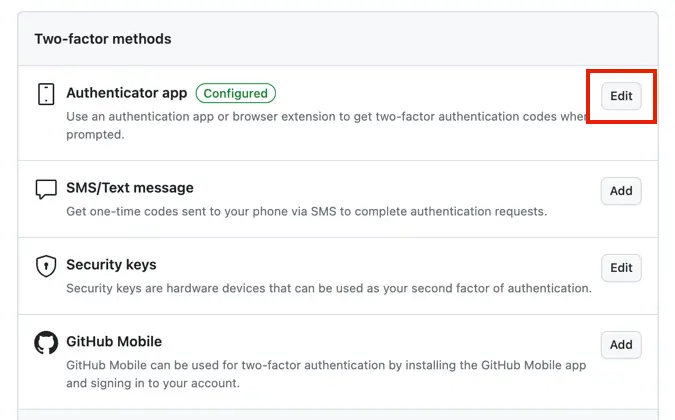 Two-factor methods
Authenticator app Configured
Edit
Use an authentication app or browser extension to get two-factor authentication codes when
prompted.
SMS/Text message
Add
Get one-time codes sent to your phone via SMS to complete authentication requests.
Security keys
Edit
Security keys are hardware devices that can be used as your second factor of authentication.
GitHub Mobile
Add
GitHub Mobile can be used for two-factor authentication by installing the GitHub Mobile app
and signing in to your account.